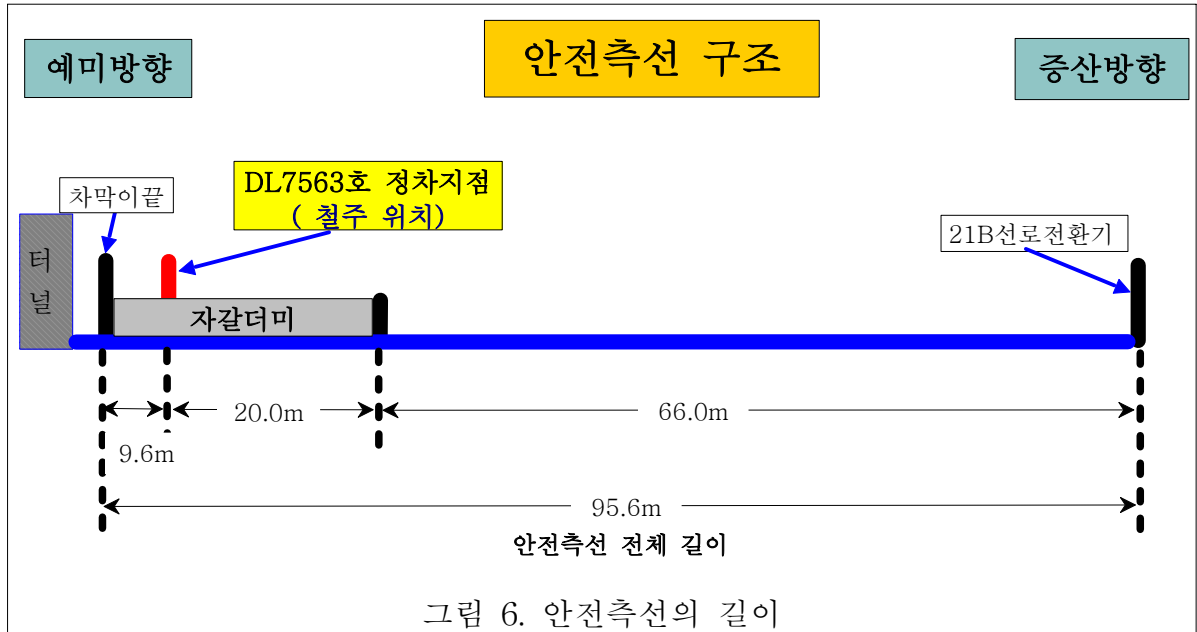 예미방향
안전측선 구조
증산방향
차막이끝
DL7563호 정차지점
( 철주 위치)
21B선로전환기
터
널
자갈더미
20.0m
66.0m
9.6m
95.6m
안전측선 전체 길이
그림 6. 안전측선의 길이